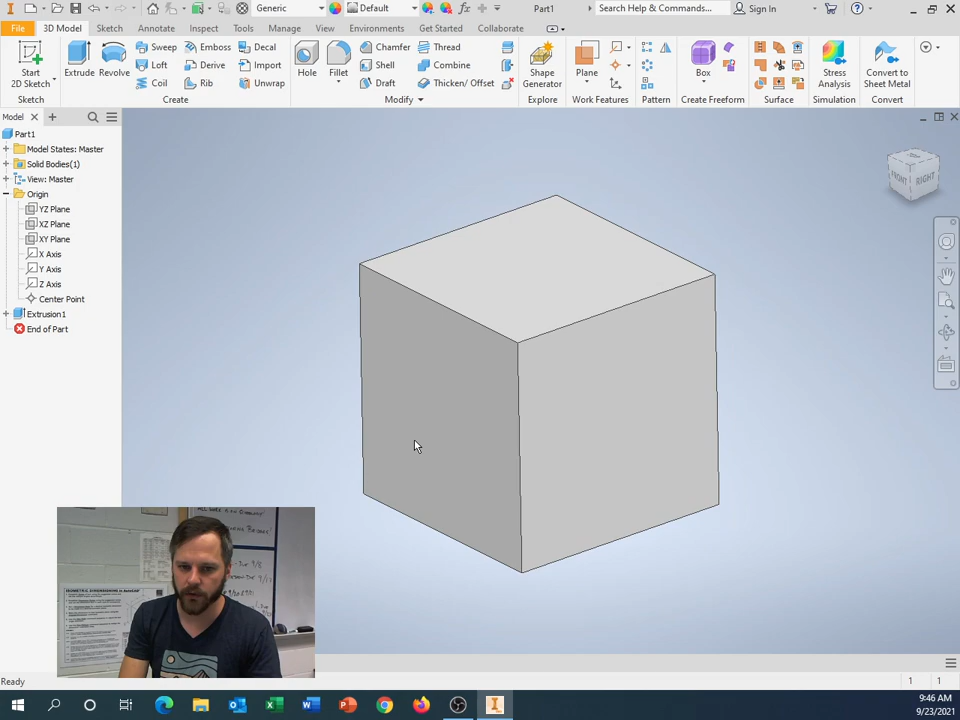 Generic
Default
Part1
Search Help & Commands...
Sign In
File
3D Model
Sketch
Annotate
Inspect
Tools
Manage
View
Environments
Get Started
Collaborate
Start
2D Sketch
Extrude
Revolve
Sweep
Loft
Coil
Emboss
Derive
Rib
Decal
Import
Unwrap
Hole
Fillet
Chamfer
Shell
Draft
Thread
Combine
Thicken/ Offset
Shape
Generator
Plane
Box
Stress
Analysis
Convert to
Sheet Metal
Sketch
Create
Modify
Explore
Work Features
Pattern
Create Freeform
Surface
Simulation
Convert
Model
Part1
Model States: Master
Solid Bodies(1)
View: Master
Origin
YZ Plane
XZ Plane
XY Plane
X Axis
Y Axis
Z Axis
Center Point
Extrusion1
End of Part
FRONT
RIGHT
Ready
1
1
9:46 AM
9/23/2021